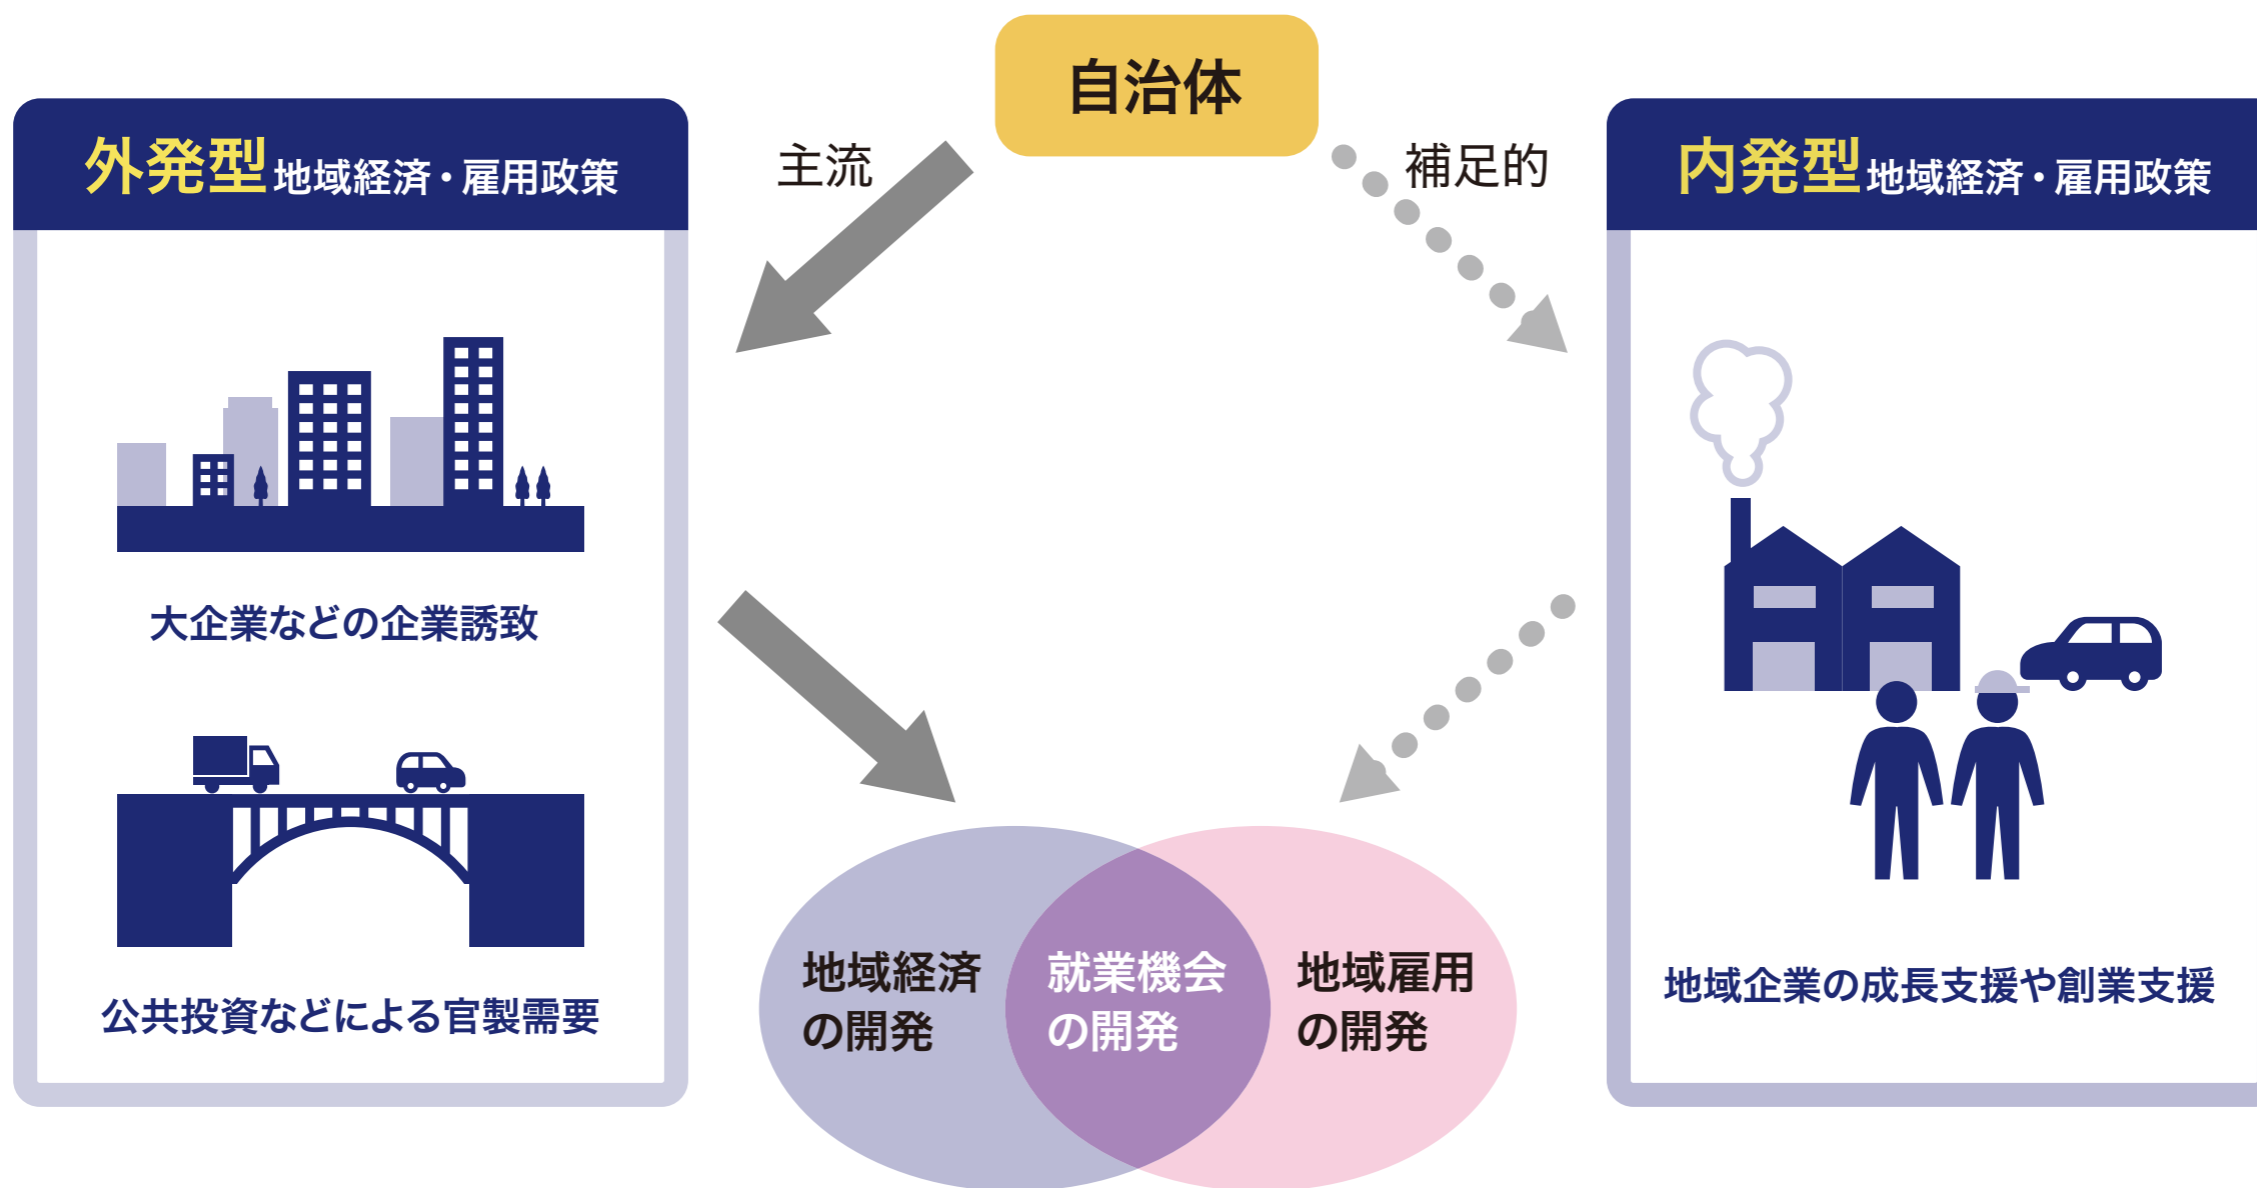 自治体
主流
補足的
外発型地域経済・雇用政策
大企業などの企業誘致
公共投資などによる官製需要
内発型地域経済・雇用政策
地域企業の成長支援や創業支援
地域経済
の開発
就業機会
の開発
地域雇用
の開発